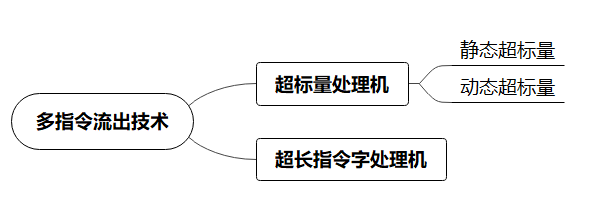 多指令流出技术
超标量处理机
静态超标量
动态超标量
超长指令字处理机